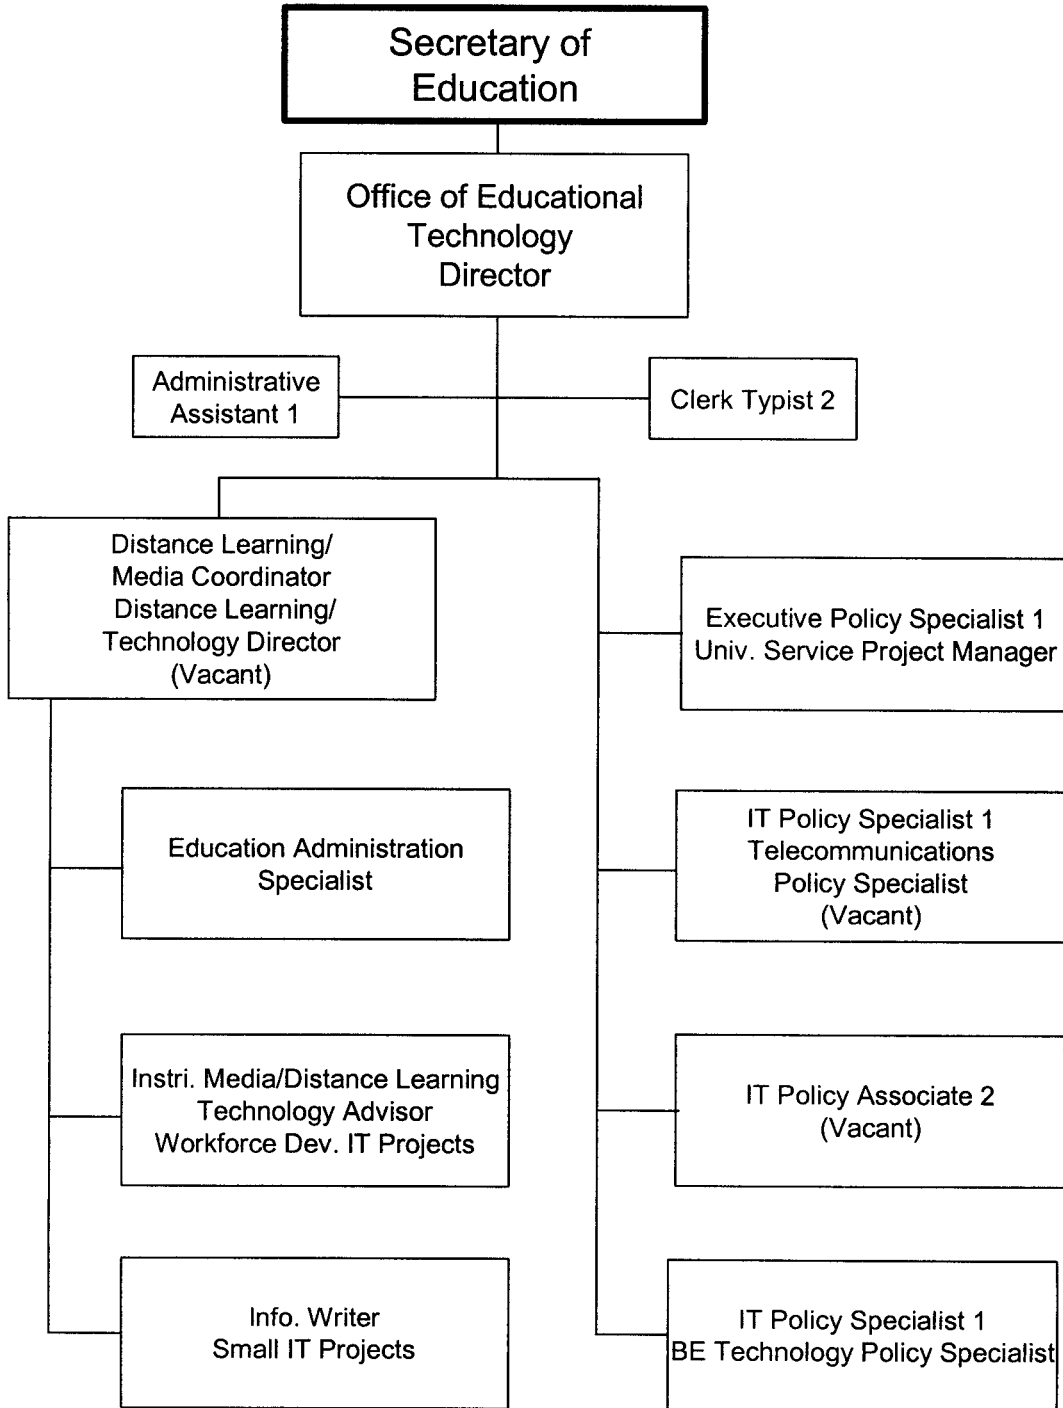 Secretary of
Education
Office of Educational
Technology
Director
Administrative
Assistant 1
Clerk Typist 2
Distance Learning/
Media Coordinator
Distance Learning/
Technology Director
(Vacant)
Education Administration
Specialist
Instri. Media/Distance Learning
Technology Advisor
Workforce Dev. IT Projects
Info. Writer
Small IT Projects
Executive Policy Specialist 1
Univ. Service Project Manager
IT Policy Specialist 1
Telecommunications
Policy Specialist
(Vacant)
IT Policy Associate 2
(Vacant)
IT Policy Specialist 1
BE Technology Policy Specialist